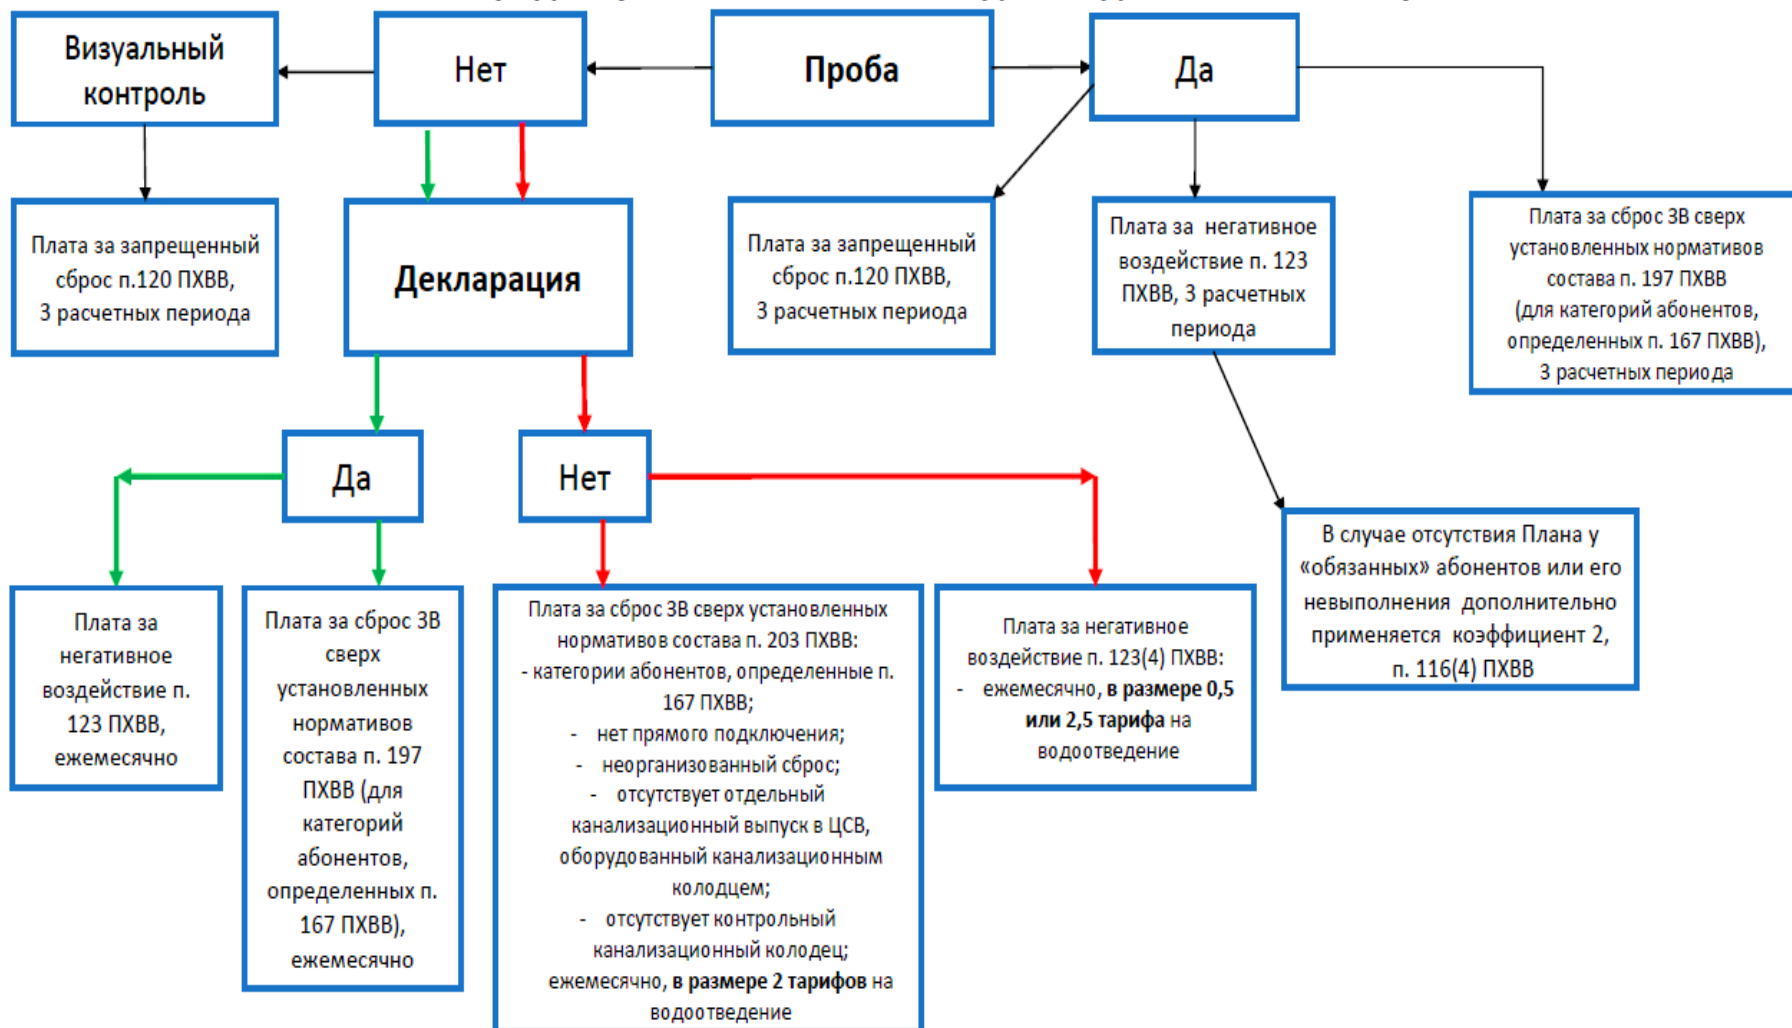 Визуальный
контроль
Нет
Проба
Да
Плата за запрещенный
сброс п.120 ПХВВ,
3 расчетных периода
Декларация
Плата за запрещенный
сброс п.120 ПХВВ,
3 расчетных периода
Плата за негативное
воздействие п. 123
ПХВВ, 3 расчетных
периода
Плата за сброс ЗВ сверх
установленных нормативов
состава п. 197 ПХВВ
(для категорий абонентов,
определенных п. 167 ПХВВ),
3 расчетных периода
Да
Нет
В случае отсутствия Плана у
«обязанных» абонентов или его
невыполнения дополнительно
применяется коэффициент 2,
п. 116(4) ПХВВ
Плата за
негативное
воздействие п.
123 ПХВВ,
ежемесячно
Плата за сброс ЗВ
сверх
установленных
нормативов
состава п. 197
ПХВВ (для
категорий
абонентов,
определенных п.
167 ПХВВ),
ежемесячно
Плата за сброс ЗВ сверх установленных
нормативов состава п. 203 ПХВВ:
- категории абонентов, определенные п.
167 ПХВВ;
- нет прямого подключения;
- неорганизованный сброс;
- отсутствует отдельный
канализационный выпуск в ЦСВ,
оборудованный канализационным
колодцем;
- отсутствует контрольный
канализационный колодец;
ежемесячно, в размере 2 тарифов на
водоотведение
Плата за негативное
воздействие п. 123(4) ПХВВ:
- ежемесячно, в размере 0,5
или 2,5 тарифа на
водоотведение